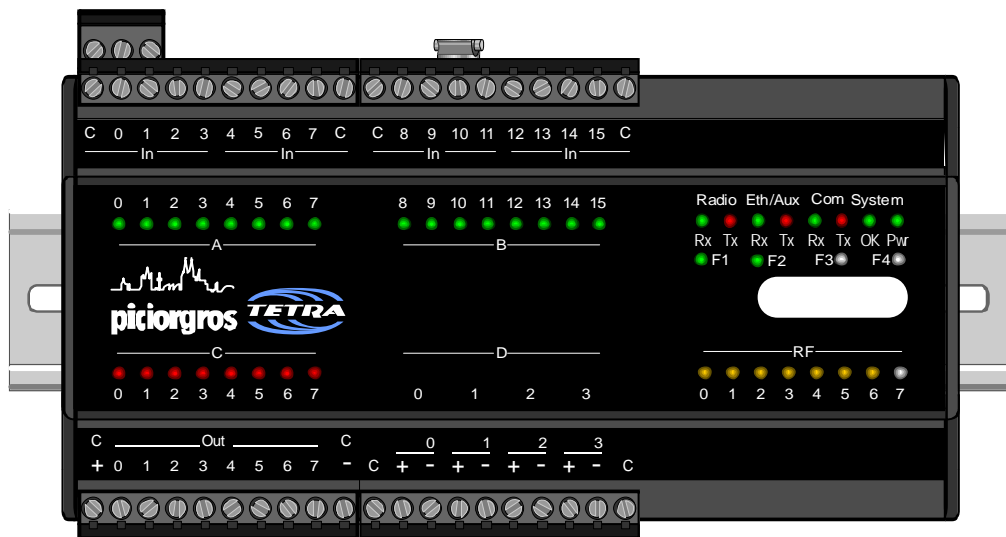 C 0 1 2 3 4 5 6 7 C C 8 9 10 11 12 13 14 15 C
In In In In
0 1 2 3 4 5 6 7 8 9 10 11 12 13 14 15
A B
Radio Eth/Aux Com System
Rx Tx Rx Tx Rx Tx OK Pwr
F1 F2 F3 F4
piciorgros TETRA
C D RF
0 1 2 3 4 5 6 7 0 1 2 3 0 1 2 3 4 5 6 7
C Out C 0 1 2 3
+ 0 1 2 3 4 5 6 7 - C + - + - + - + - C